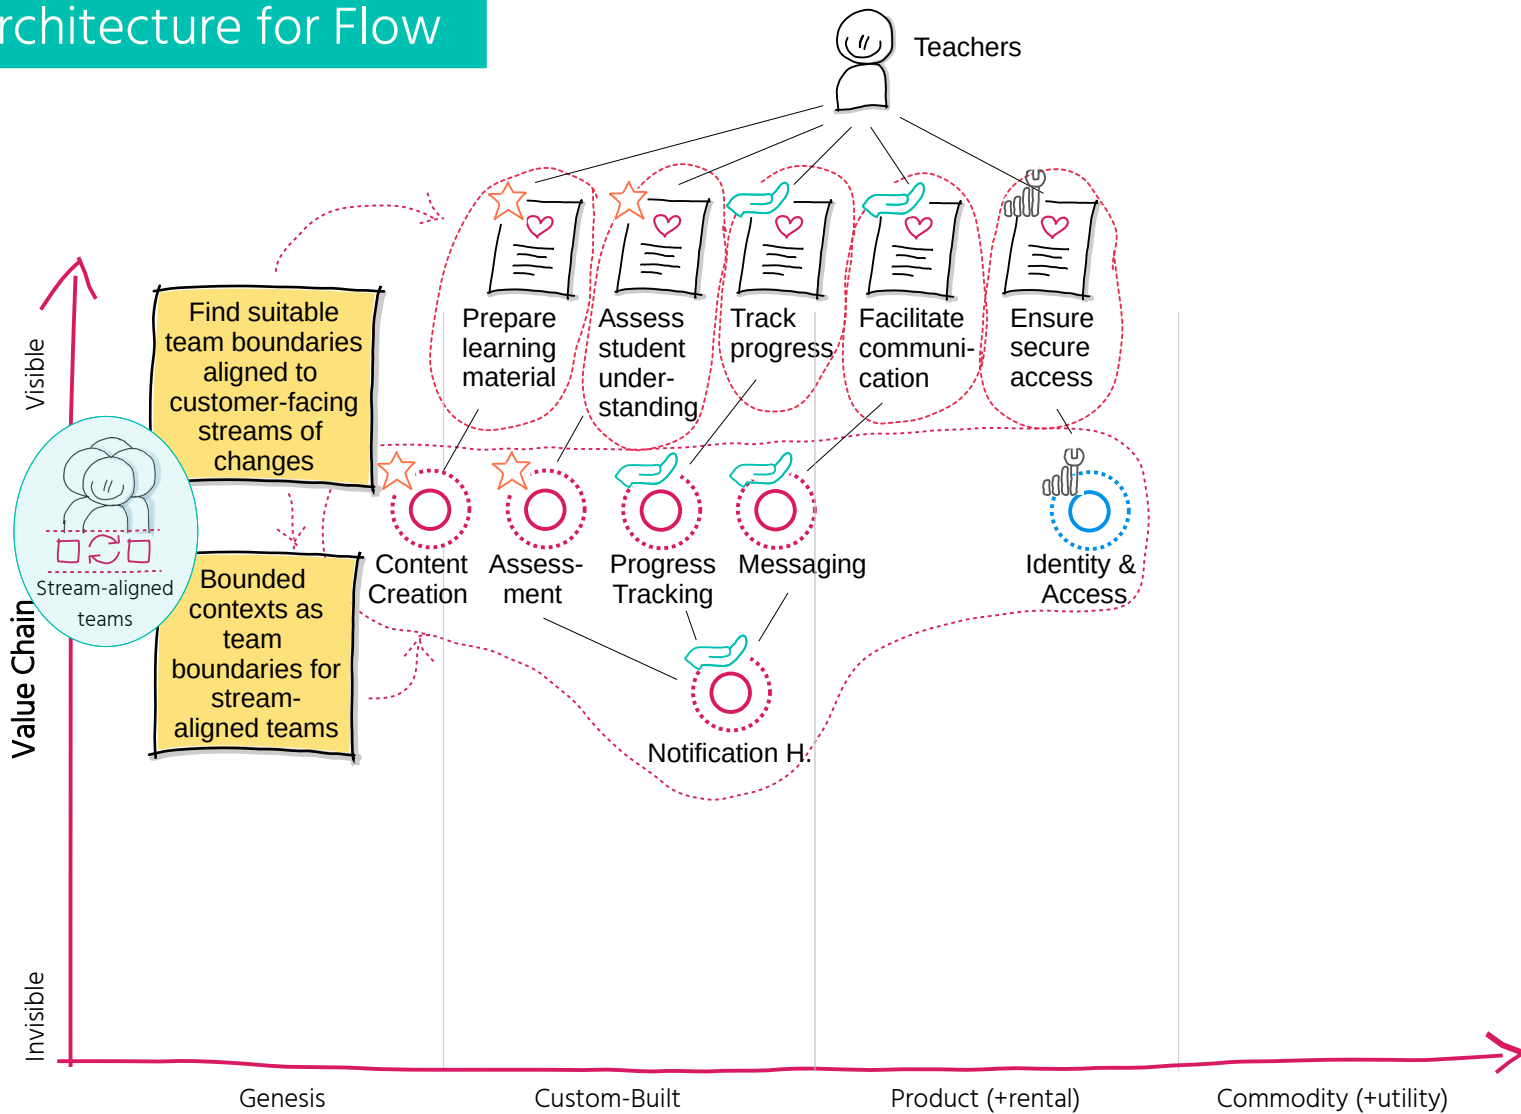 rchitecture for Flow
Teachers
Find suitable
team boundaries
aligned to
customer-facing
streams of
changes
Prepare
learning
material
Assess
student
under-
standing
Track
progress
Facilitate
communi-
cation
Ensure
secure
access
Visible
Stream-aligned
teams
Value Chain
Bounded
contexts as
team
boundaries for
stream-
aligned teams
Content
Creation
Assess-
ment
Progress
Tracking
Messaging
Identity &
Access
Notification H.
Invisible
Genesis
Custom-Built
Product (+rental)
Commodity (+utility)